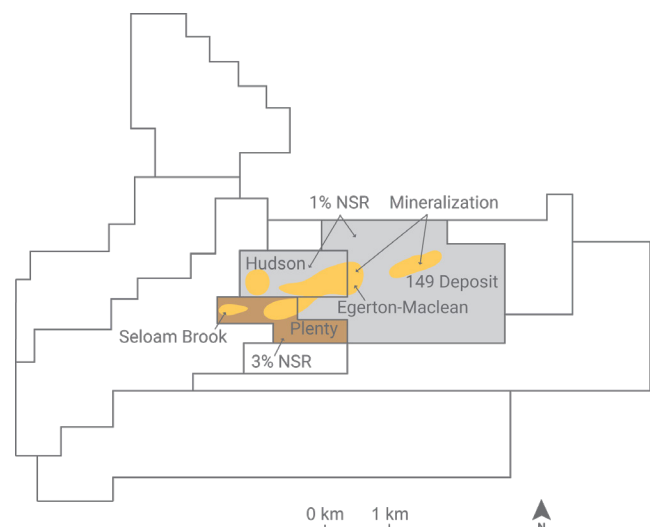 1% NSR
Mineralization
Hudson
149 Deposit
Egerton-Maclean
Seloam Brook
Plenty
3% NSR
0 km 1 km
N